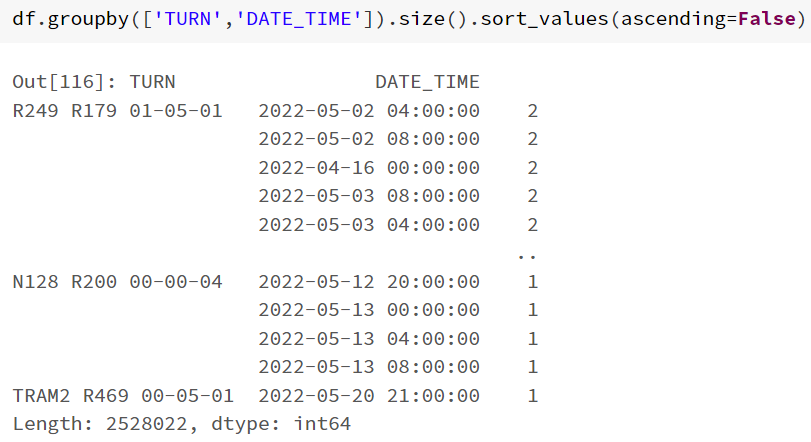 df.groupby(['TURN','DATE_TIME']).size().sort_values(ascending=False)
Out[116]: TURN                 DATE_TIME
R249 R179 01-05-01   2022-05-02 04:00:00    2
                     2022-05-02 08:00:00    2
                     2022-04-16 00:00:00    2
                     2022-05-03 08:00:00    2
                     2022-05-03 04:00:00    2
                                           ..
N128 R200 00-00-04   2022-05-12 20:00:00    1
                     2022-05-13 00:00:00    1
                     2022-05-13 04:00:00    1
                     2022-05-13 08:00:00    1
TRAM2 R469 00-05-01  2022-05-20 21:00:00    1
Length: 2528022, dtype: int64